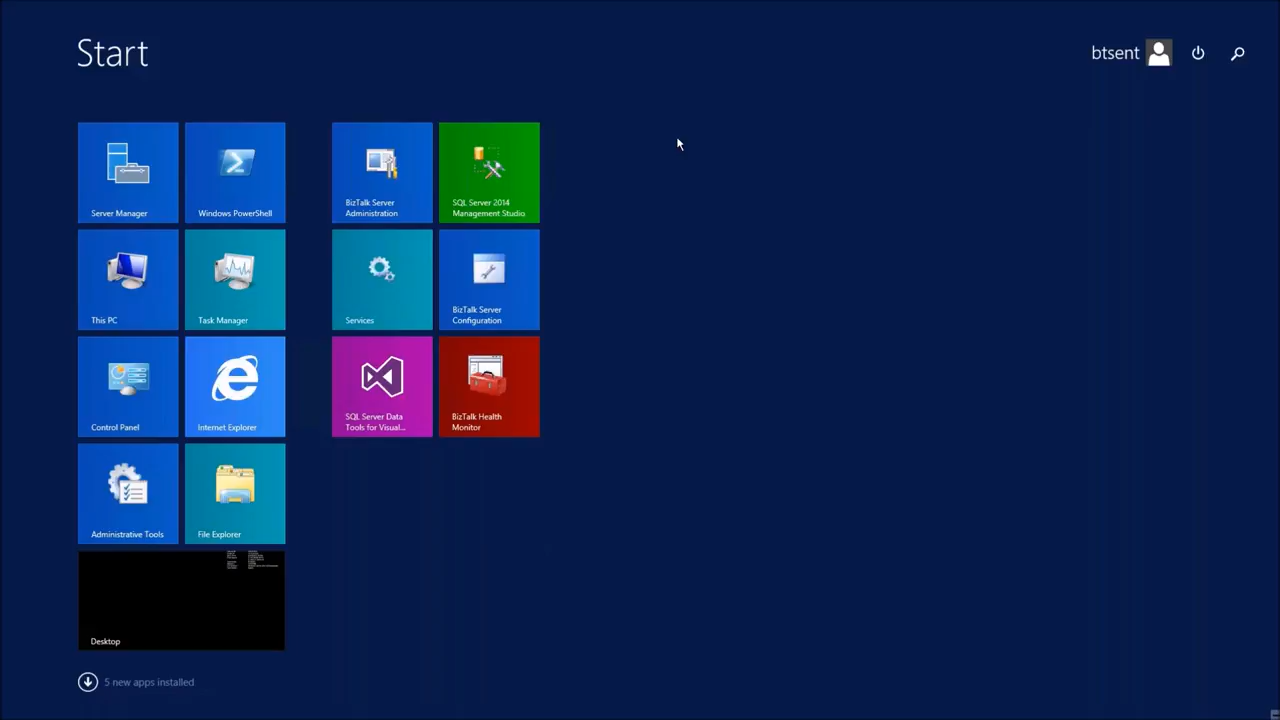 Start
btsent
Server Manager
Windows PowerShell
BizTalk Server
Administration
SQL Server 2014
Management Studio
This PC
Task Manager
Services
BizTalk Server
Configuration
Control Panel
Internet Explorer
SQL Server Data
Tools for Visual...
BizTalk Health
Monitor
Administrative Tools
File Explorer
Desktop
5 new apps installed